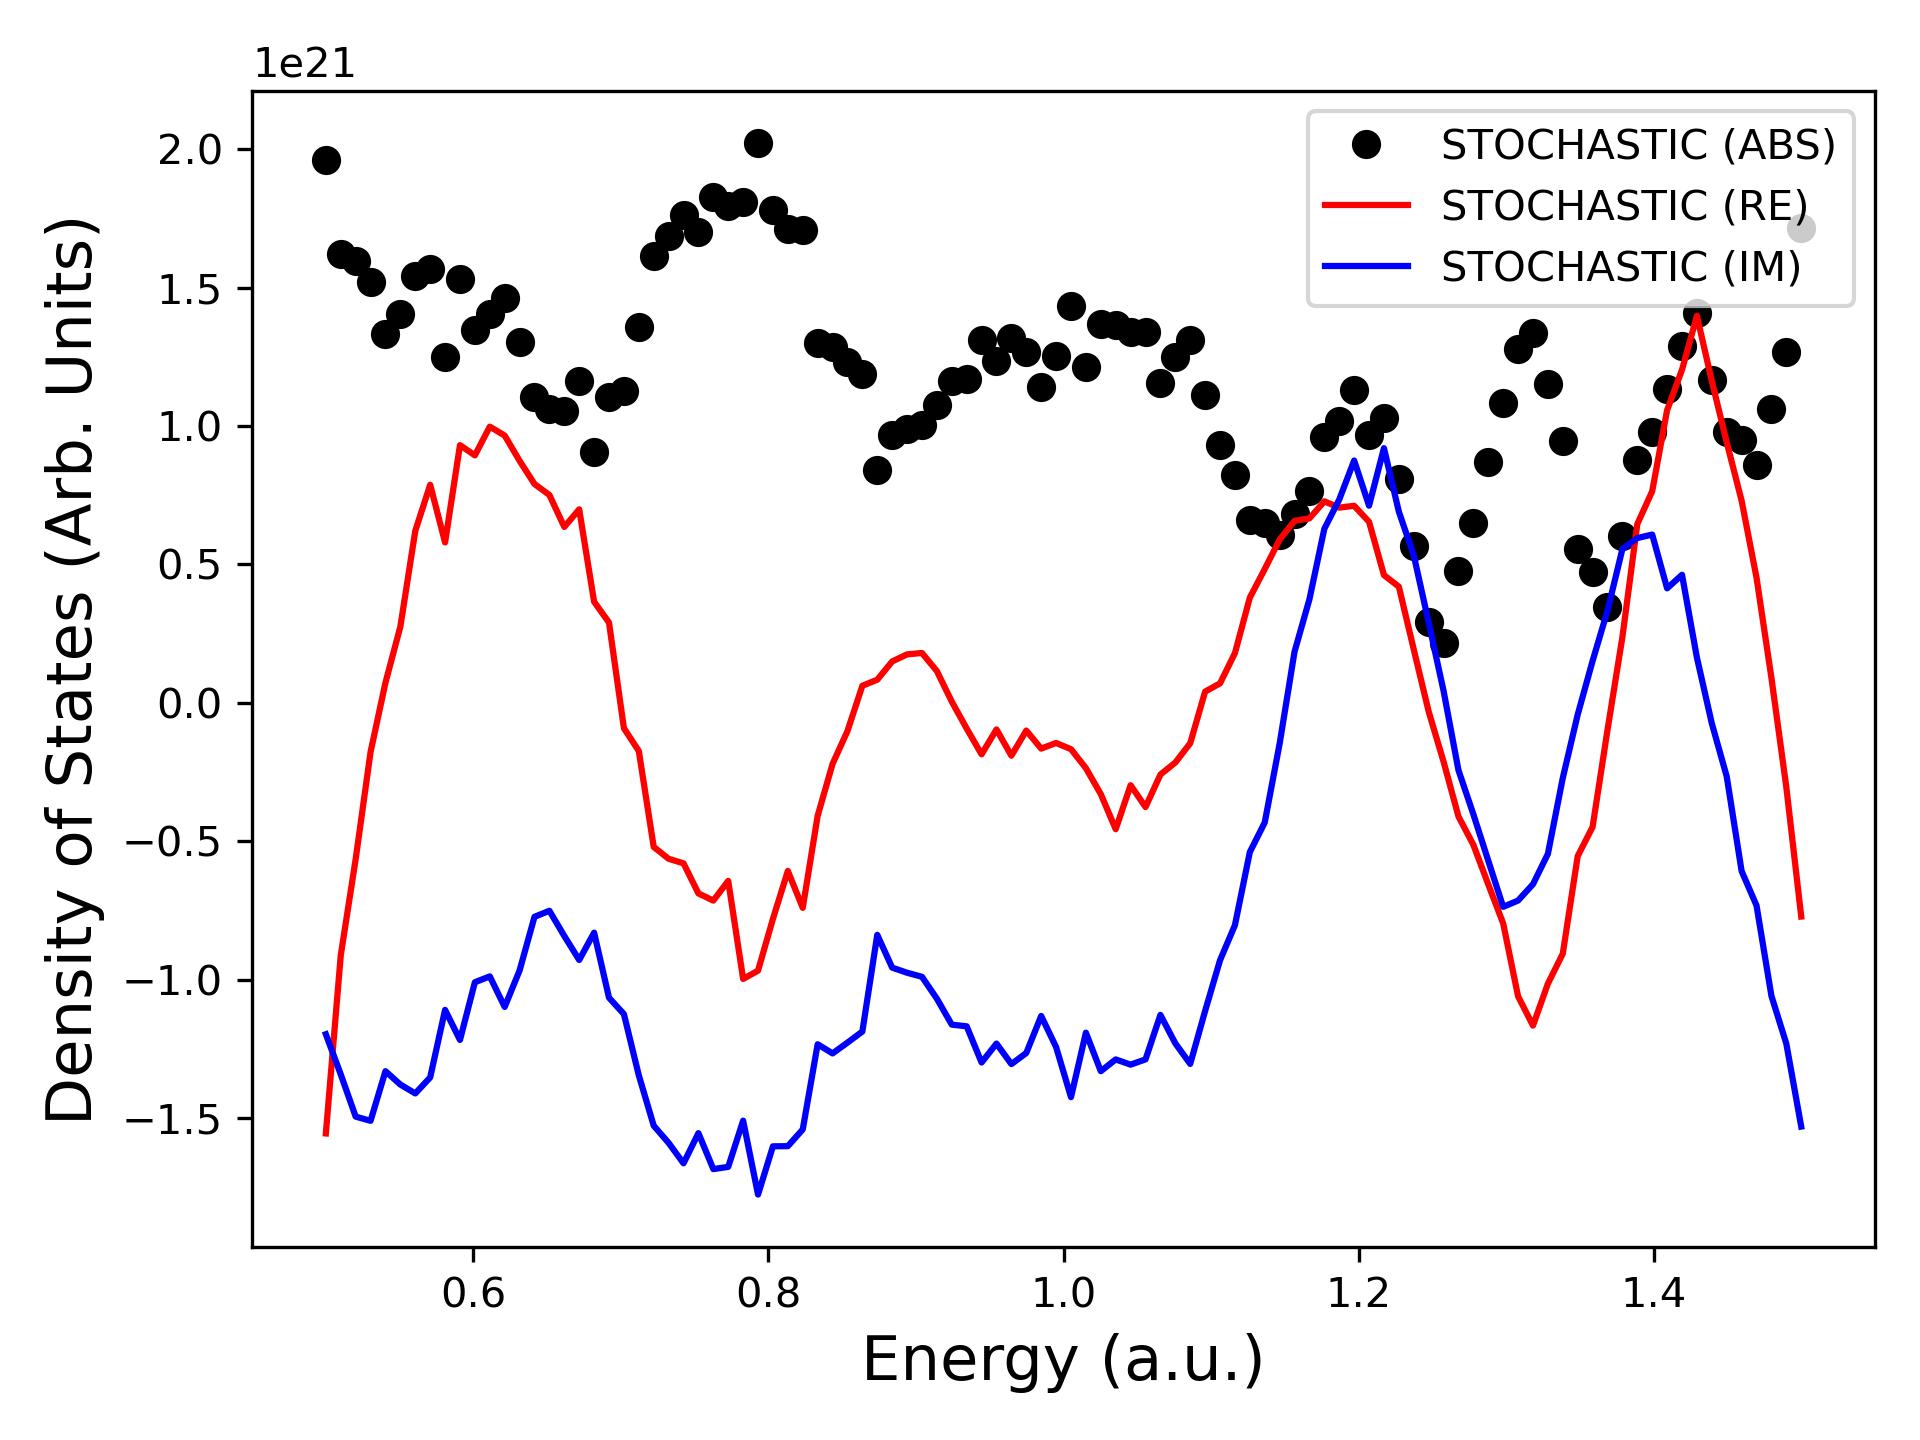 1e21
2.0
1.5
1.0
0.5
0.0
−0.5
−1.0
−1.5
Density of States (Arb. Units)
STOCHASTIC (ABS)
STOCHASTIC (RE)
STOCHASTIC (IM)
0.6 0.8 1.0 1.2 1.4
Energy (a.u.)